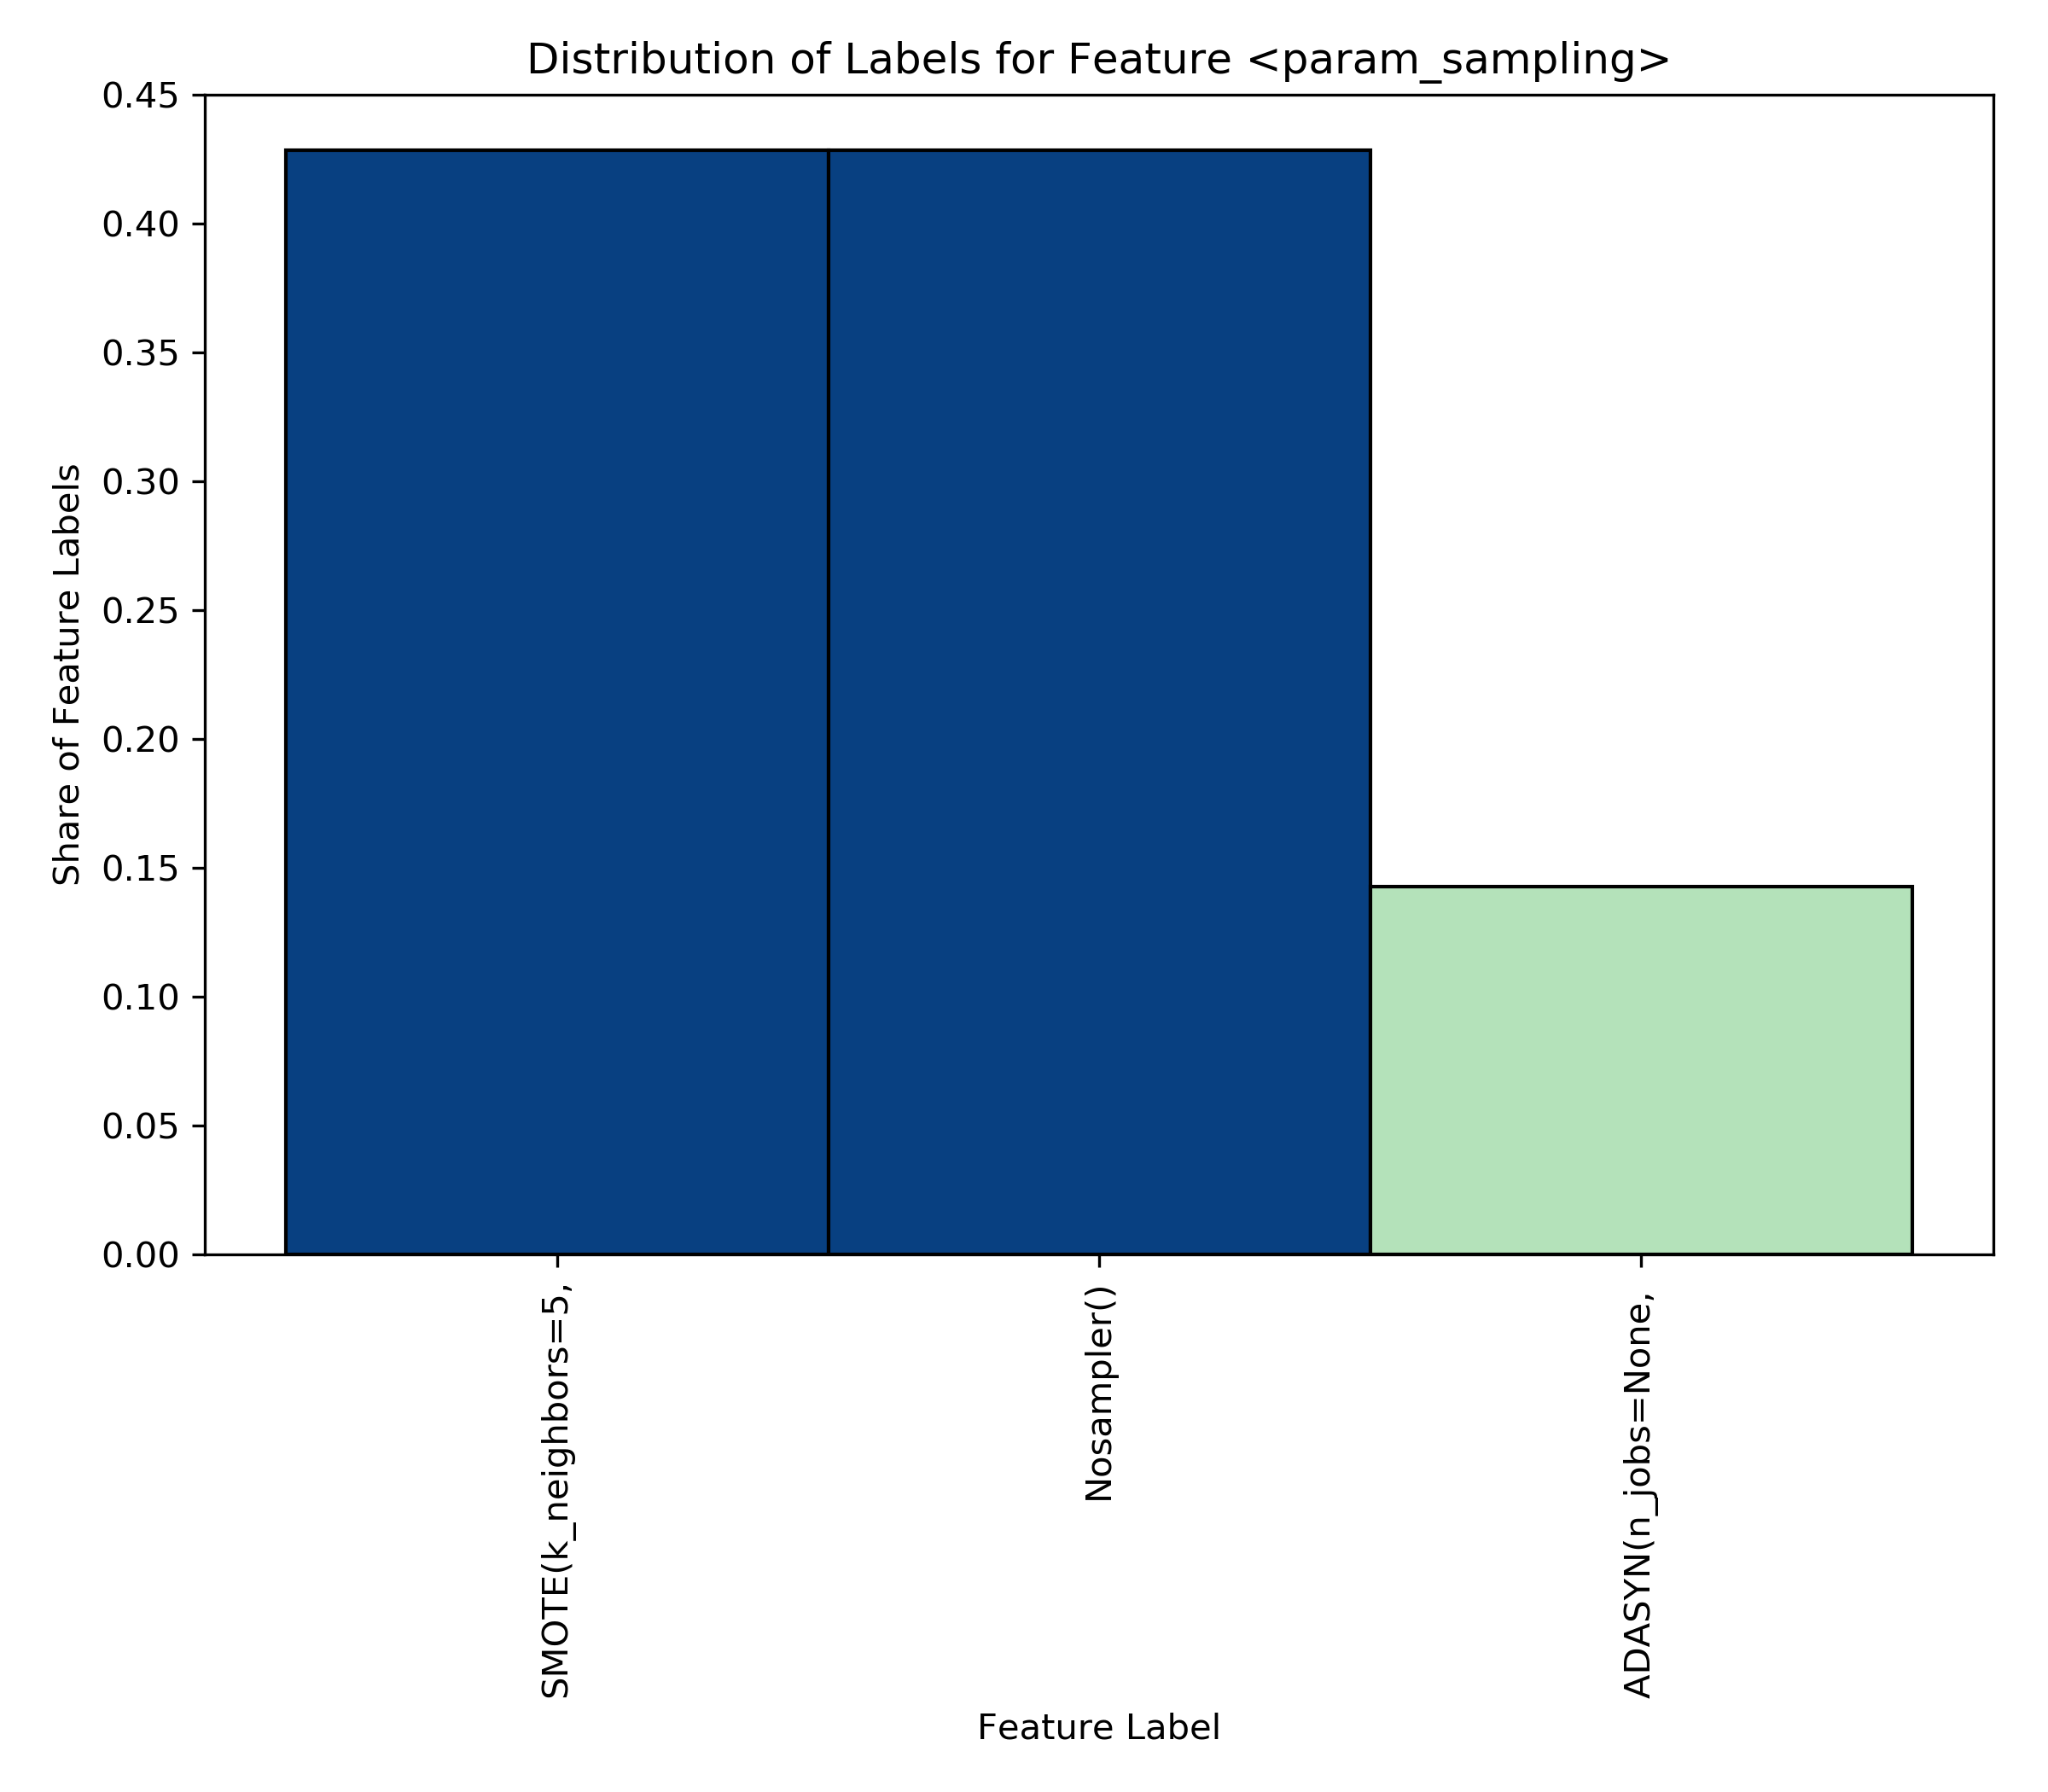 Distribution of Labels for Feature <param_sampling>
Share of Feature Labels
0.45
0.40
0.35
0.30
0.25
0.20
0.15
0.10
0.05
0.00
SMOTE(k_neighbors=5,
Nosampler()
ADASYN(n_jobs=None,
Feature Label